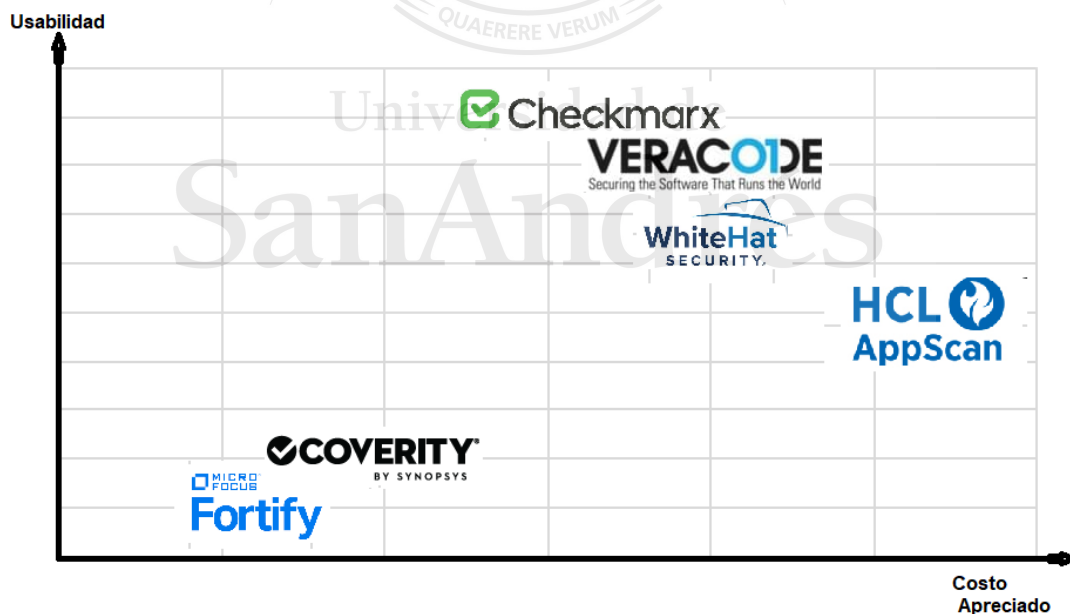 QUAERERE VERUM
Usabilidad
Universidad de
SanAndrés
Checkmarx
VERACODE
Securing the Software That Runs the World
WhiteHat
SECURITY.
HCL
AppScan
COVERITY®
BY SYNOPSYS
MICRO
FOCUS
Fortify
Costo
Apreciado